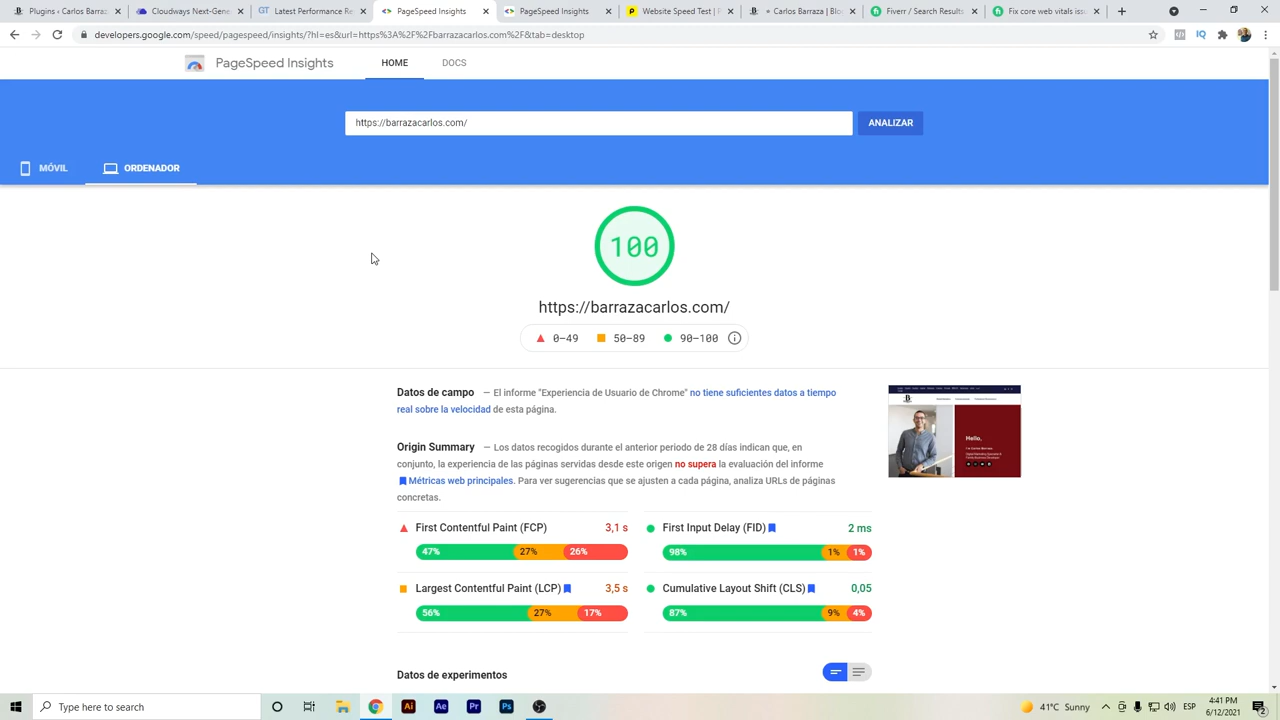 Plugins ‹ Carlos Barraz
Cloudways WebGene
Latest Performance Re
PageSpeed Insights
PageSpeed Insights
Website Speed Test | P
★ Carlos Barraza | Blo
Fiverr / Search Results
Fix core web vitals iss
developers.google.com/speed/pagespeed/insights/?hl=es&url=https%3A%2F%2Fbarrazacarlos.com%2F&tab=desktop
IQ
PageSpeed Insights
HOME
DOCS
https://barrazacarlos.com/
ANALIZAR
MÓVIL
ORDENADOR
100
https://barrazacarlos.com/
0–49
50–89
90–100
Datos de campo — El informe "Experiencia de Usuario de Chrome" no tiene suficientes datos a tiempo
real sobre la velocidad de esta página.
Origin Summary — Los datos recogidos durante el anterior periodo de 28 días indican que, en
conjunto, la experiencia de las páginas servidas desde este origen no supera la evaluación del informe
Métricas web principales. Para ver sugerencias que se ajusten a cada página, analiza URLs de páginas
concretas.
Hello,
First Contentful Paint (FCP) 3,1 s
47% 27% 26%
First Input Delay (FID) 2 ms
98% 1% 1%
Largest Contentful Paint (LCP) 3,5 s
56% 27% 17%
Cumulative Layout Shift (CLS) 0,05
87% 9% 4%
Datos de experimentos
Type here to search
Ai
Ae
Pr
Ps
41°C Sunny
ESP
4:41 PM
6/12/2021
2